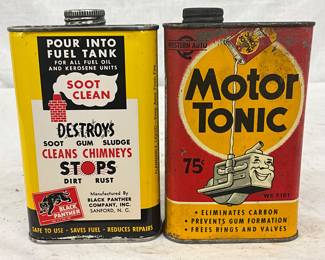 POUR INTO
FUEL TANK
FOR ALL FUEL OIL
AND KEROSENE UNITS
SOOT
CLEAN
DESTROYS
SOOT GUM SLUDGE
CLEANS CHIMNEYS
STOPS
DIRT RUST
Manufactured By
BLACK PANTHER
COMPANY, INC.
SANFORD, N. C.
BLACK
PANTHER
SAFE TO USE - SAVES FUEL - REDUCES REPAIRS
WESTERN AUTO
Motor
TONIC
75¢
• ELIMINATES CARBON
• PREVENTS GUM FORMATION
• FREES RINGS AND VALVES